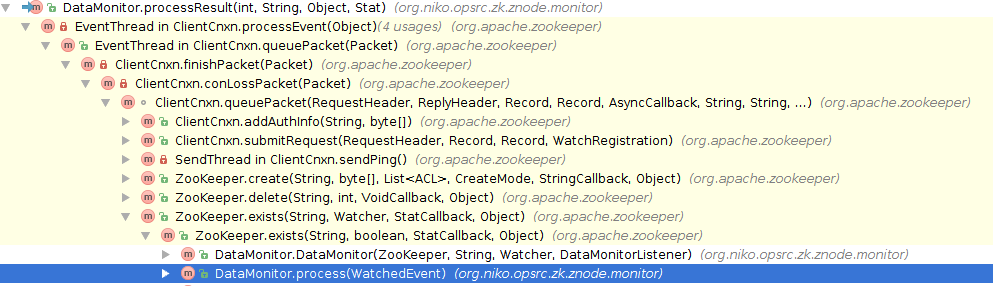 DataMonitor.processResult(int, String, Object, Stat) (org.niko.opsrc.zk.znode.monitor)
EventThread in ClientCnxn.processEvent(Object)(4 usages) (org.apache.zookeeper)
EventThread in ClientCnxn.queuePacket(Packet) (org.apache.zookeeper)
ClientCnxn.finishPacket(Packet) (org.apache.zookeeper)
ClientCnxn.conLossPacket(Packet) (org.apache.zookeeper)
ClientCnxn.queuePacket(RequestHeader, ReplyHeader, Record, Record, AsyncCallback, String, String, ...) (org.apache.zookeeper)
ClientCnxn.addAuthInfo(String, byte[]) (org.apache.zookeeper)
ClientCnxn.submitRequest(RequestHeader, Record, Record, WatchRegistration) (org.apache.zookeeper)
SendThread in ClientCnxn.sendPing() (org.apache.zookeeper)
ZooKeeper.create(String, byte[], List<ACL>, CreateMode, StringCallback, Object) (org.apache.zookeeper)
ZooKeeper.delete(String, int, VoidCallback, Object) (org.apache.zookeeper)
ZooKeeper.exists(String, Watcher, StatCallback, Object) (org.apache.zookeeper)
ZooKeeper.exists(String, boolean, StatCallback, Object) (org.apache.zookeeper)
DataMonitor.DataMonitor(ZooKeeper, String, Watcher, DataMonitorListener) (org.niko.opsrc.zk.znode.monitor)
DataMonitor.process(WatchedEvent) (org.niko.opsrc.zk.znode.monitor)